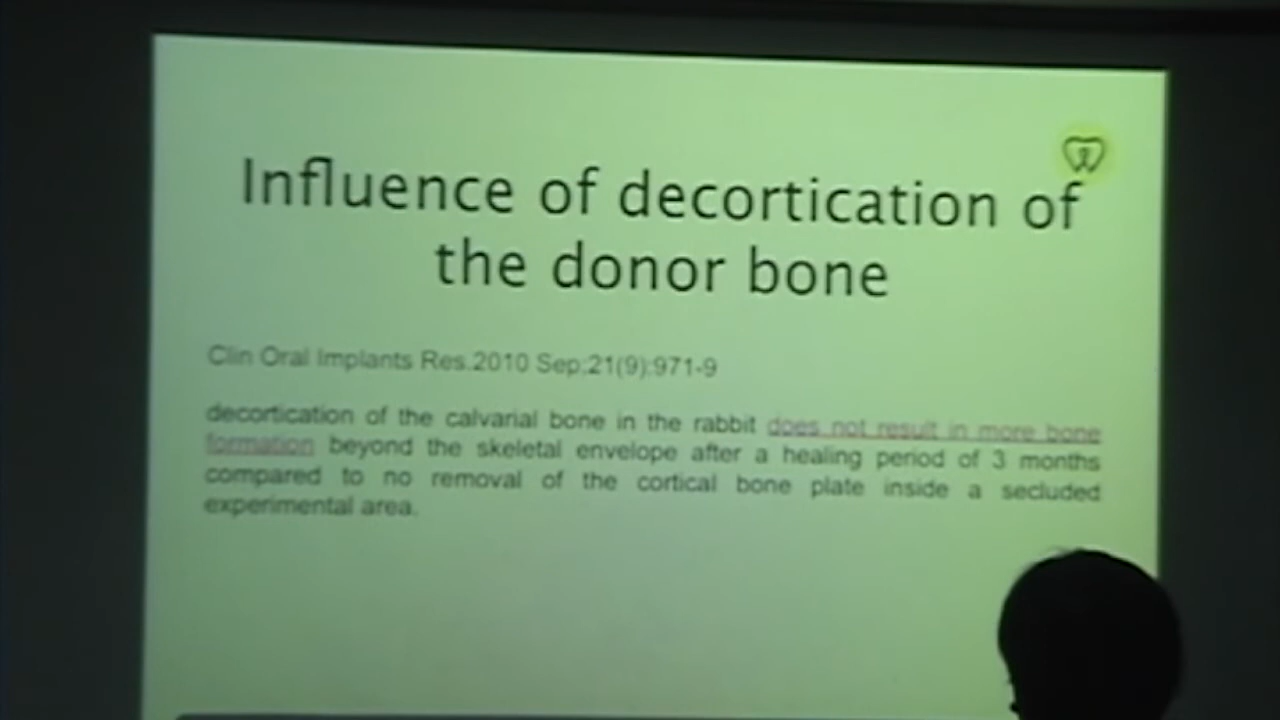 Influence of decortication of
the donor bone
Clin Oral Implants Res.2010 Sep;21(9):971-9
decortication of the calvarial bone in the rabbit does not result in more bone
formation beyond the skeletal envelope after a healing period of 3 months
compared to no removal of the cortical bone plate inside a secluded
experimental area.